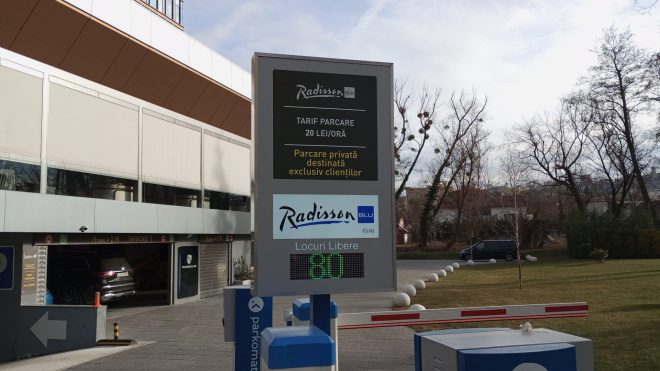 Radisson BLU
TARIF PARCARE
20 LEI/ORĂ
Parcare privată
destinată
exclusiv clienților
Radisson BLU
CLUJ
Locuri Libere
80
parkomat